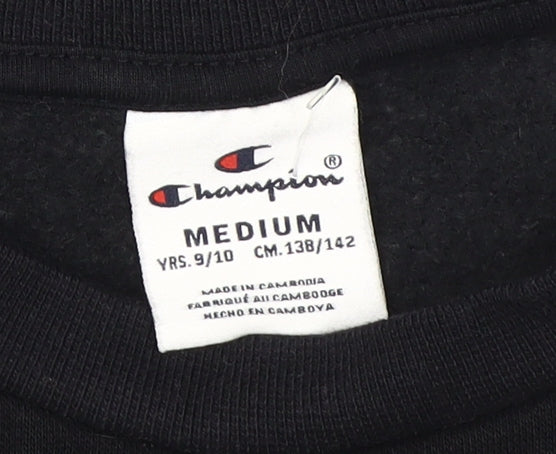 Champion®
MEDIUM
YRS. 9/10 CM. 138/142
MADE IN CAMBODIA
FABRIQUÉ AU CAMBODGE
HECHO EN CAMBOYA